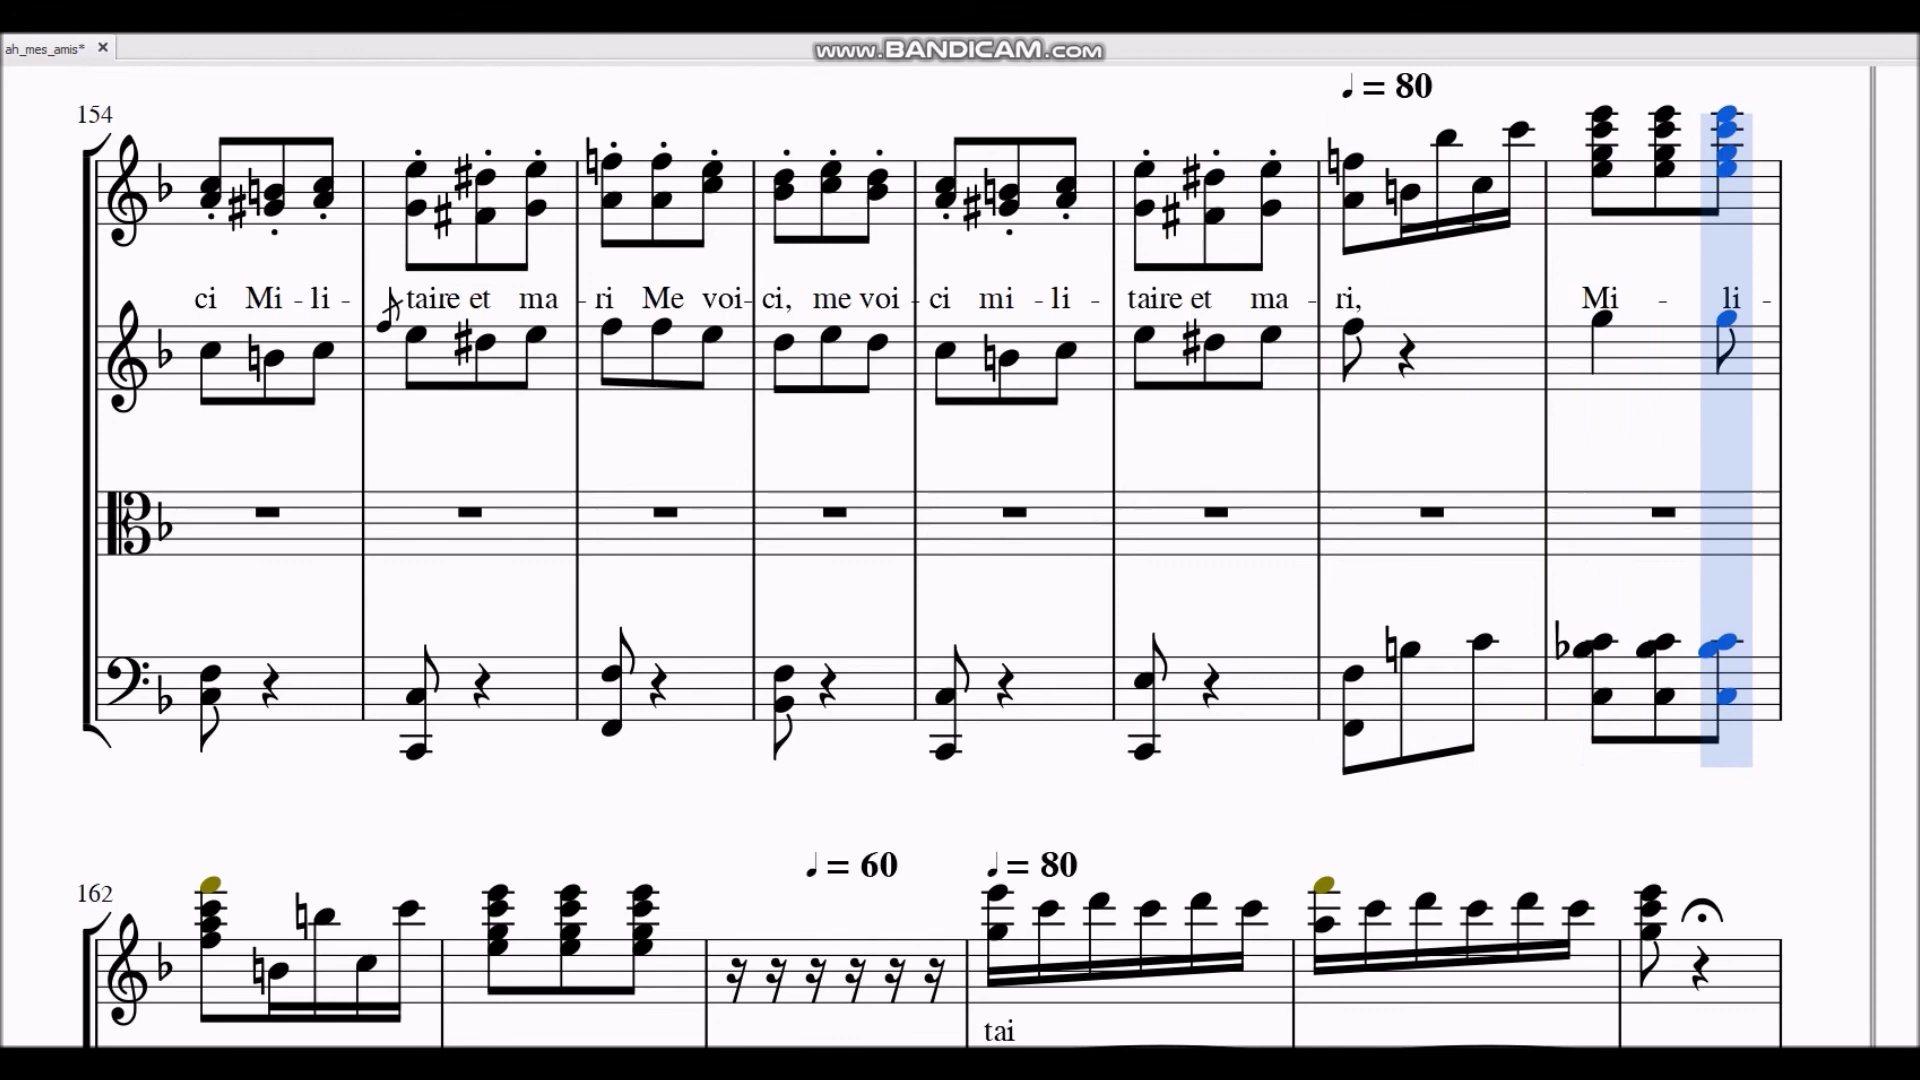 ah_mes_amis* ×
www.BANDICAM.com
♩ = 80
154
ci Mi - li - taire et ma - ri Me voi - ci, me voi - ci mi - li - taire et ma - ri, Mi - li -
♩ = 60 ♩ = 80
162
tai